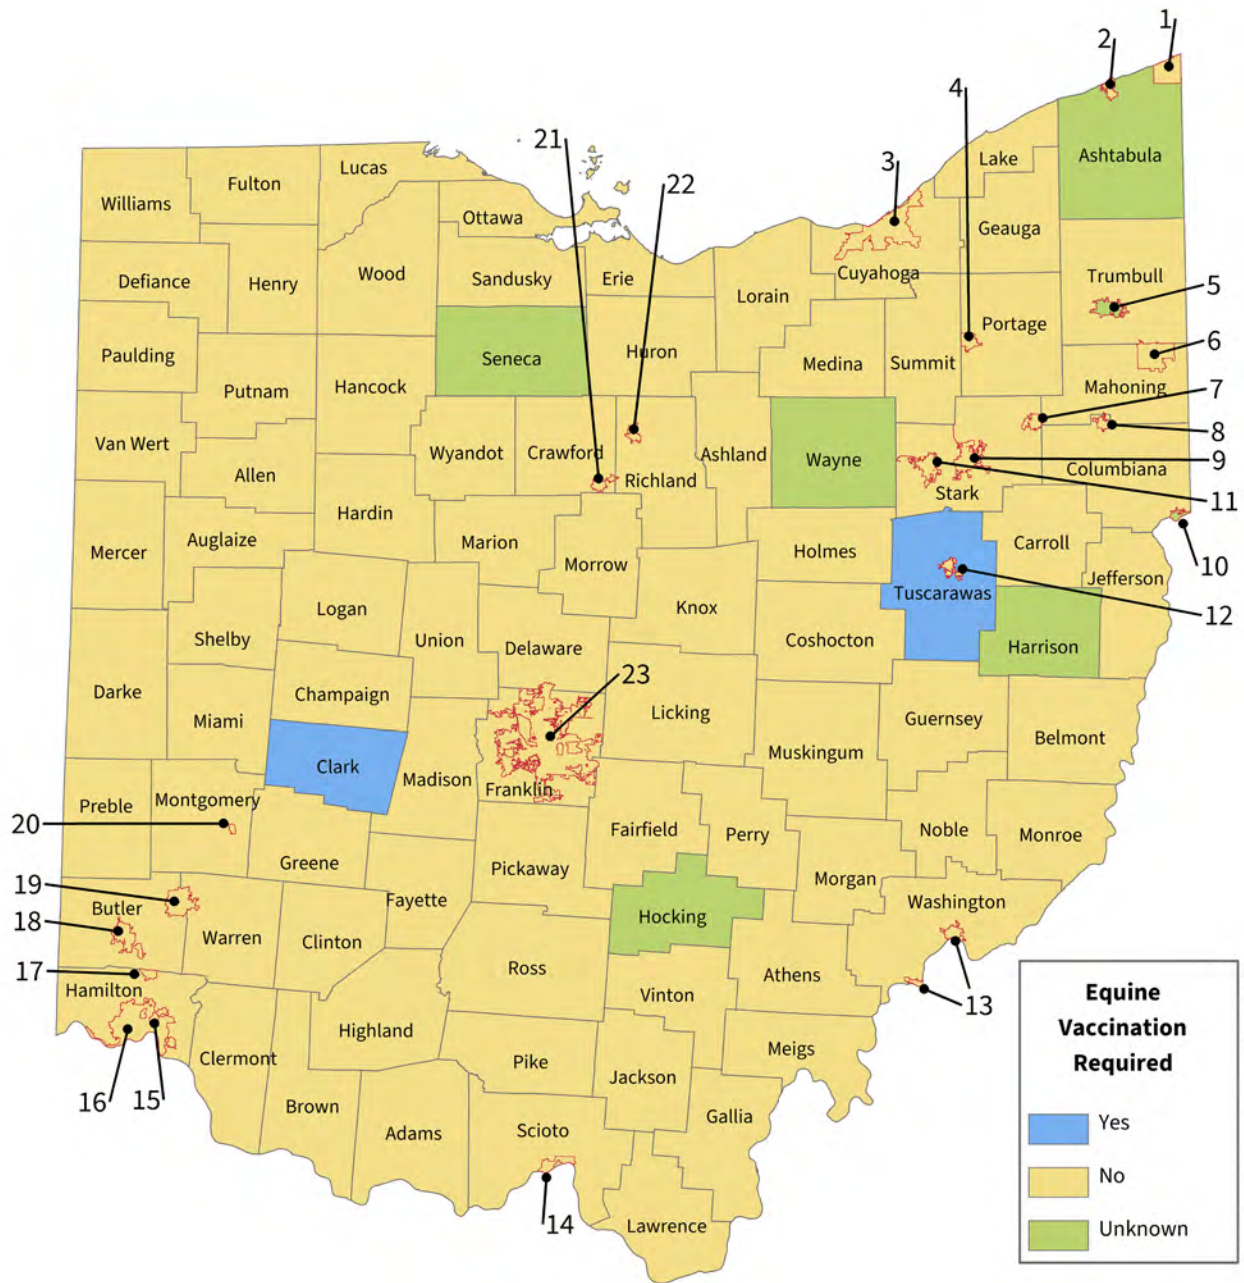 1
2
4
21
3
22
Lake
Ashtabula
Lucas
Fulton
Williams
Ottawa
Geauga
Wood
Cuyahoga
Trumbull
Defiance
Henry
Sandusky
Erie
5
Lorain
Portage
6
Paulding
Seneca
Huron
Medina
Summit
Putnam
Hancock
Mahoning
7
8
Van Wert
Wyandot
Crawford
Ashland
Wayne
9
Allen
Richland
Columbiana
Stark
11
Hardin
Auglaize
Marion
Mercer
Holmes
Carroll
10
Morrow
Jefferson
Tuscarawas
Logan
Knox
12
Shelby
Union
Coshocton
Harrison
Delaware
23
Darke
Champaign
Licking
Miami
Guernsey
Belmont
Muskingum
Clark
Madison
Franklin
Preble
Montgomery
20
Fairfield
Perry
Noble
Monroe
Greene
Pickaway
Morgan
19
Fayette
Butler
Washington
18
Hocking
Warren
Clinton
17
Ross
Athens
Hamilton
Vinton
13
Highland
Clermont
Pike
Meigs
Jackson
16
15
Brown
Gallia
Adams
Scioto
14
Lawrence
Equine
Vaccination
Required
Yes
No
Unknown